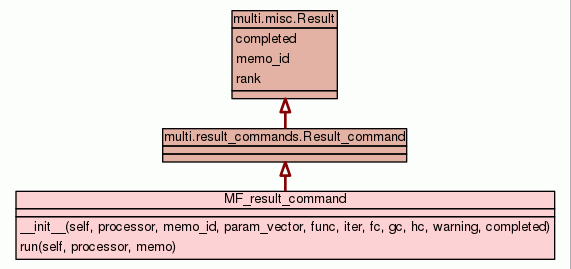 multi.misc.Result
completed
memo_id
rank
multi.result_commands.Result_command
MF_result_command
__init__(self, processor, memo_id, param_vector, func, iter, fc, gc, hc, warning, completed)
run(self, processor, memo)